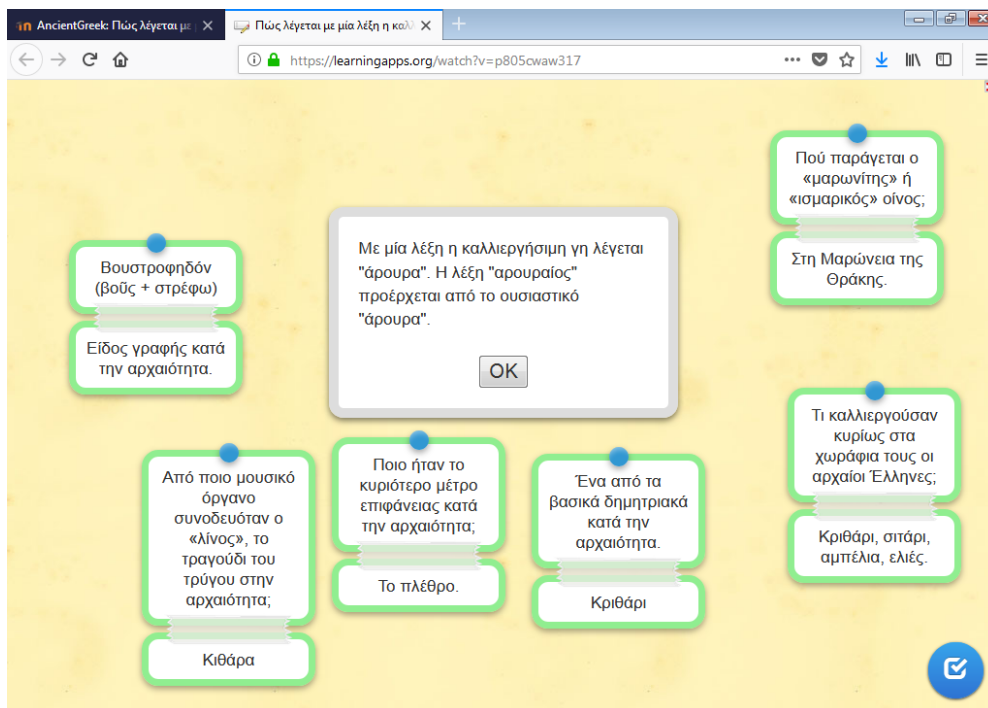 AncientGreek: Πώς λέγεται με
Πώς λέγεται με μία λέξη η καλλ
https://learningapps.org/watch?v=p805cwaw317
Πού παράγεται ο
«μαρωνίτης» ή
«ισμαρικός» οίνος;
Στη Μαρώνεια της
Θράκης.
Με μία λέξη η καλλιεργήσιμη γη λέγεται
"άρουρα". Η λέξη "αρουραίος"
προέρχεται από το ουσιαστικό
"άρουρα".
OK
Βουστροφηδόν
(βοῦς + στρέφω)
Είδος γραφής κατά
την αρχαιότητα.
Τι καλλιεργούσαν
κυρίως στα
χωράφια τους οι
αρχαίοι Έλληνες;
Κριθάρι, σιτάρι,
αμπέλια, ελιές.
Από ποιο μουσικό
όργανο
συνοδευόταν ο
«λίνος», το
τραγούδι του
τρύγου στην
αρχαιότητα;
Κιθάρα
Ποιο ήταν το
κυριότερο μέτρο
επιφάνειας κατά
την αρχαιότητα;
Το πλέθρο.
Ένα από τα
βασικά δημητριακά
κατά την
αρχαιότητα.
Κριθάρι